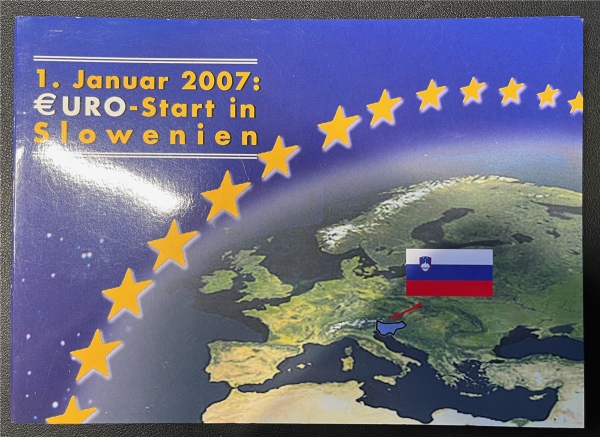 1. Januar 2007:
€URO-Start in
Slowenien